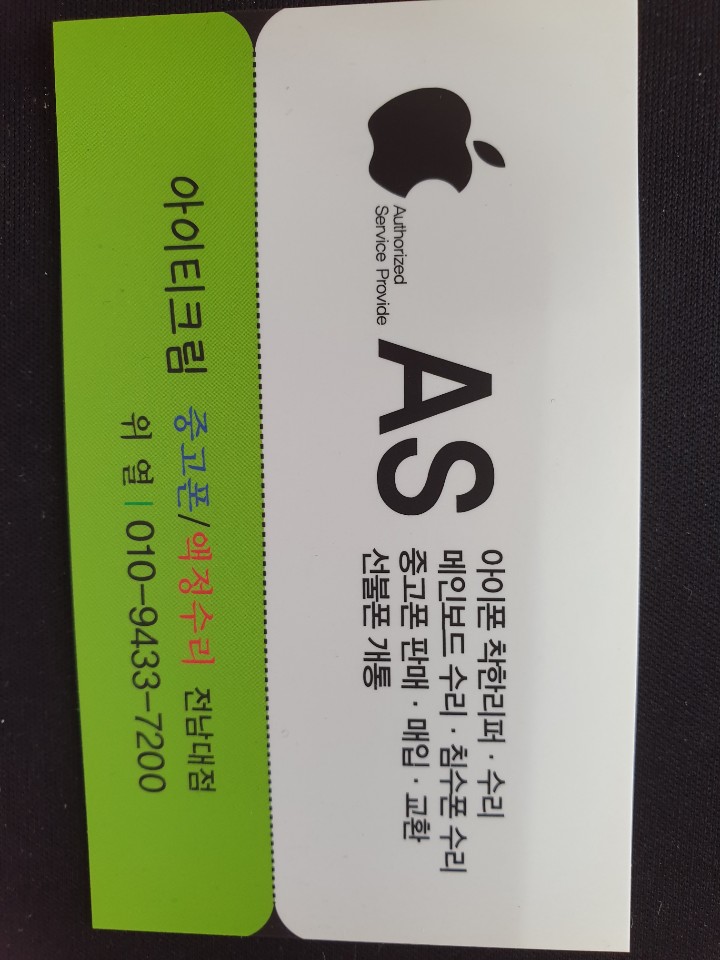 Authorized
Service Provide
AS
아이폰 착한리퍼 · 수리
메인보드 수리 · 침수폰 수리
중고폰 판매 · 매입 · 교환
선불폰 개통
아이티크림 중고폰/액정수리 전남대점
위 열 | 010-9433-7200